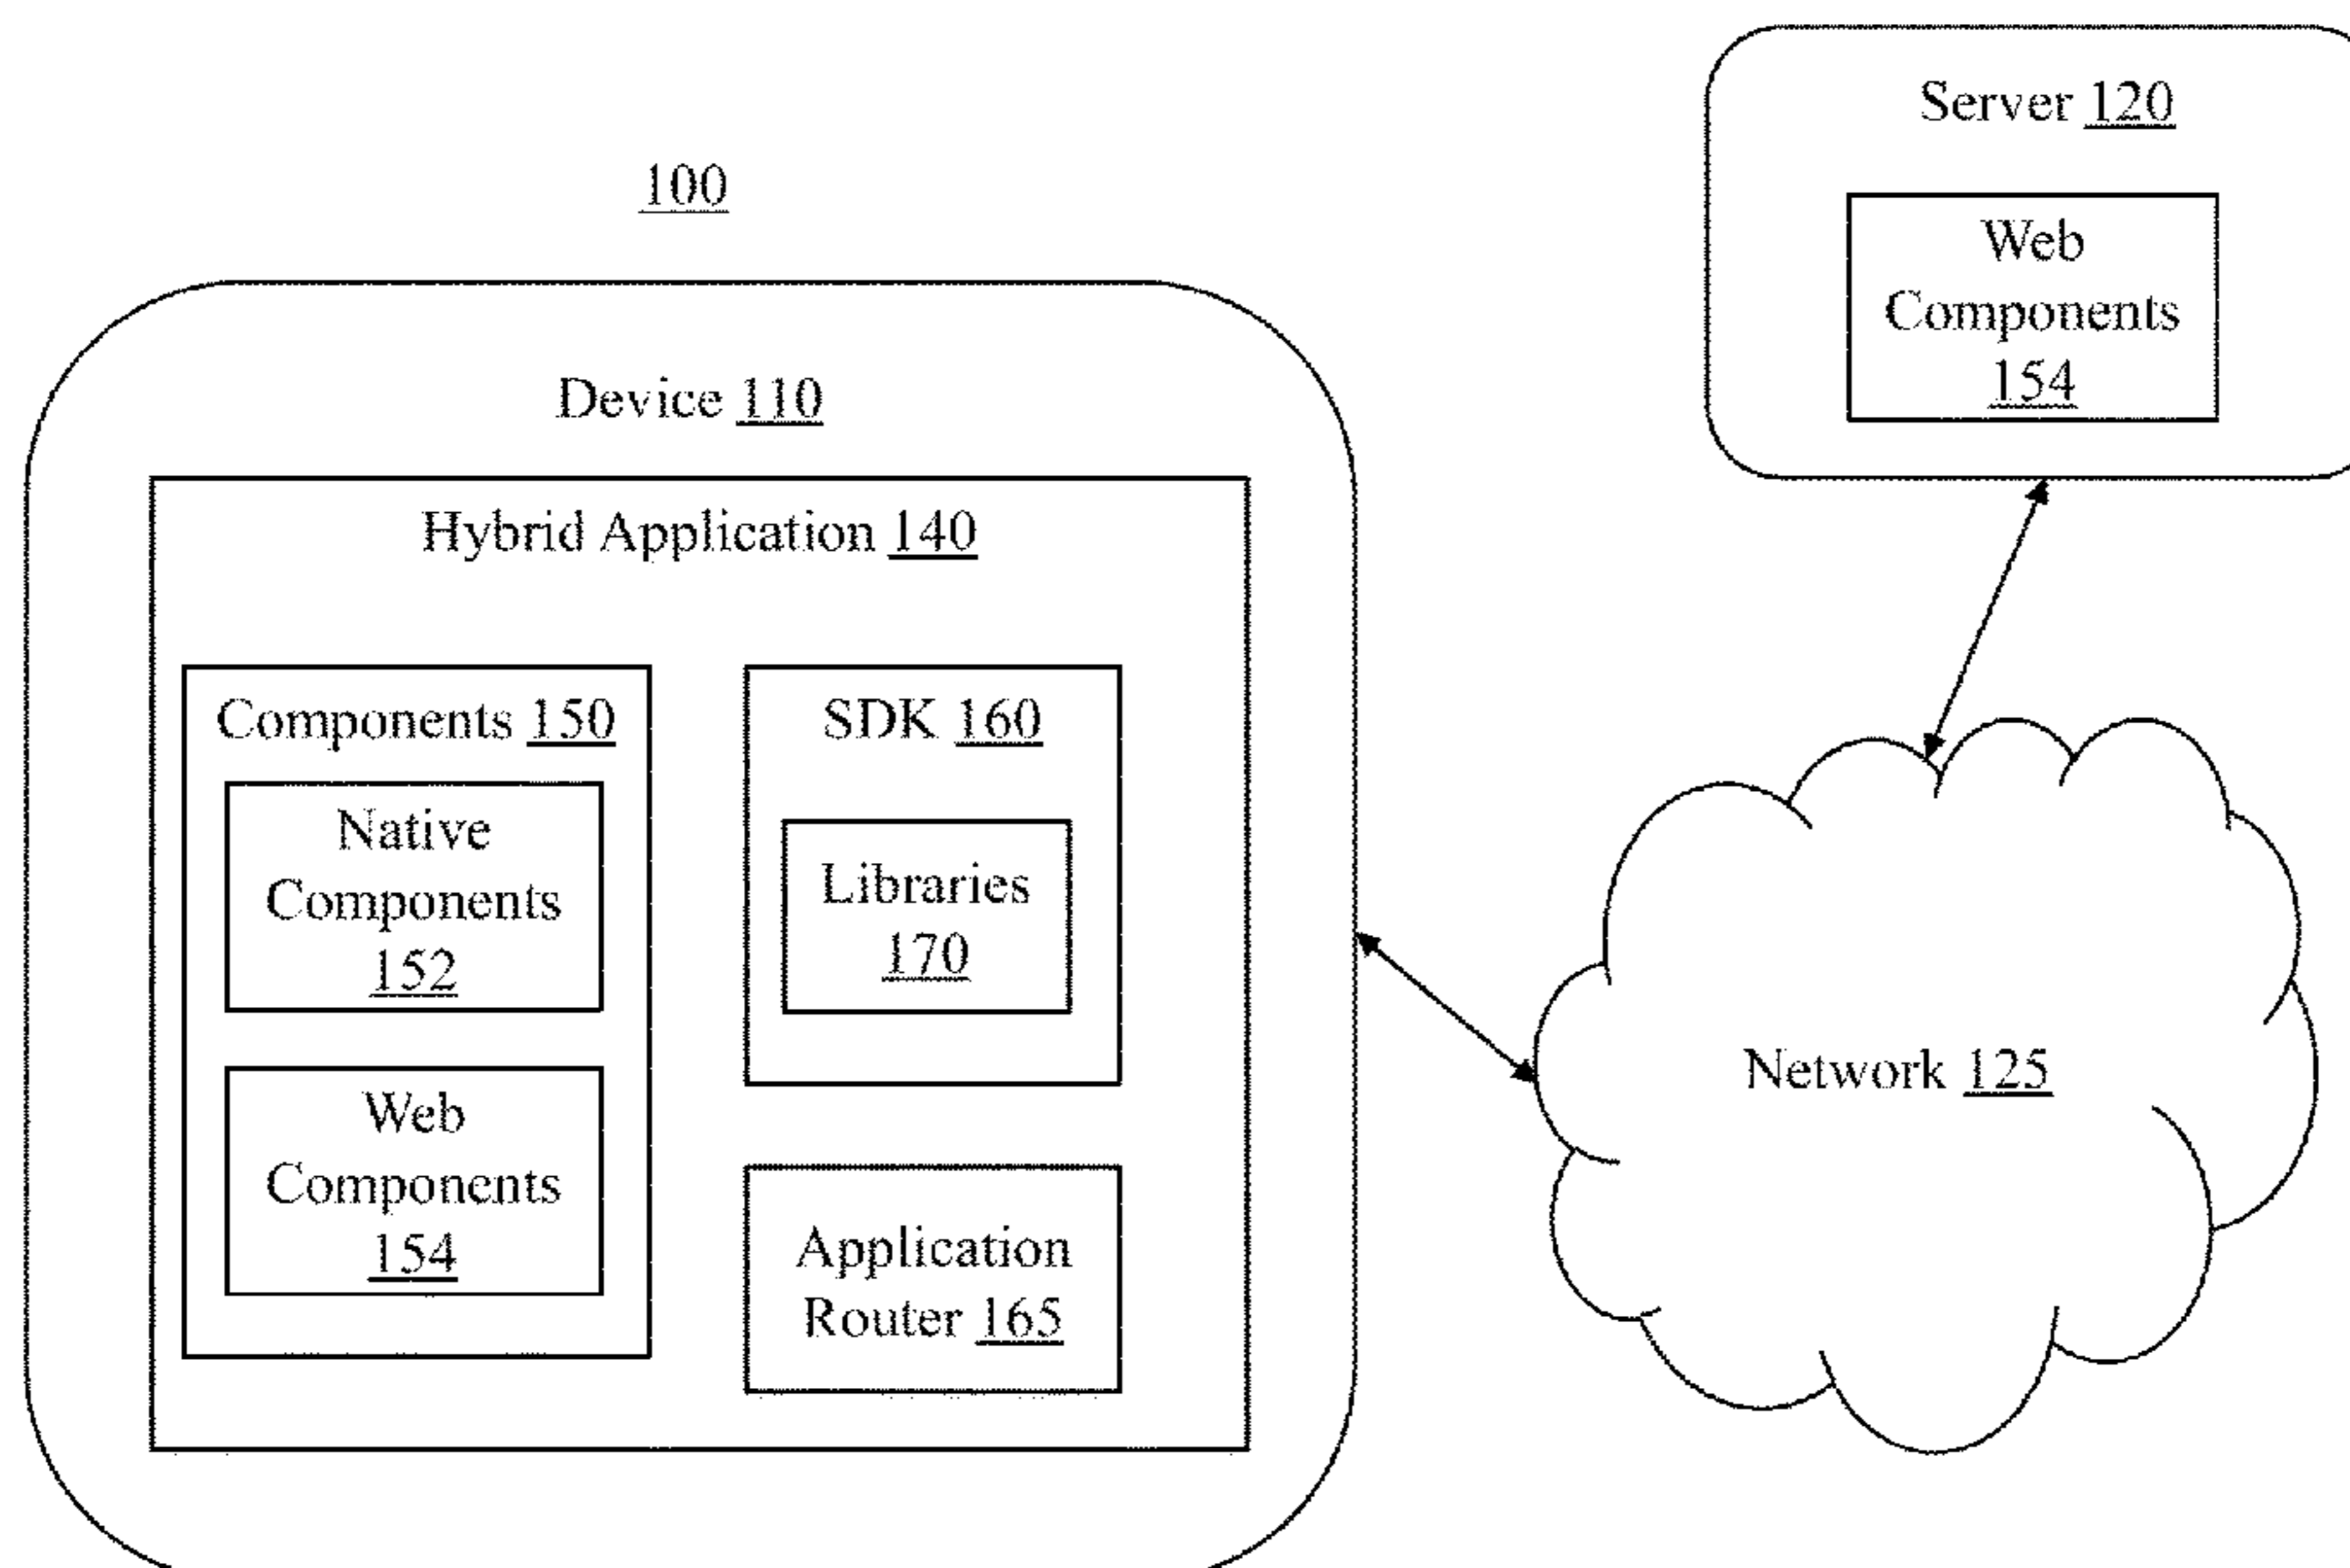 Server 120
Web
Components
154
100
Device 110
Hybrid Application 140
Components 150
Native
Components
152
Web
Components
154
SDK 160
Libraries
170
Application
Router 165
Network 125